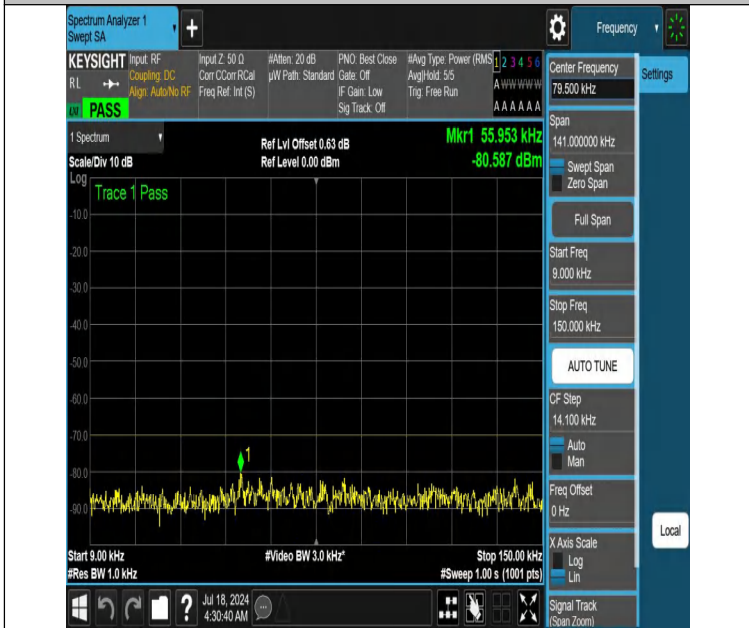 Spectrum Analyzer 1
Swept SA
+
Frequency
KEYSIGHT
RL
PASS
Input: RF
Coupling: DC
Align: Auto/No RF
Input Z: 50 Ω
Corr CCorr RCal
Freq Ref: Int (S)
#Atten: 20 dB
µW Path: Standard
PNO: Best Close
Gate: Off
IF Gain: Low
Sig Track: Off
#Avg Type: Power (RMS
Avg|Hold: 5/5
Trig: Free Run
1 2 3 4 5 6
A W W W W W
A A A A A A
1 Spectrum
Scale/Div 10 dB
Ref Lvl Offset 0.63 dB
Ref Level 0.00 dBm
Mkr1 55.953 kHz
-80.587 dBm
Log
Trace 1 Pass
-10.0
-20.0
-30.0
-40.0
-50.0
-60.0
-70.0
-80.0
-90.0
1
Start 9.00 kHz
#Res BW 1.0 kHz
#Video BW 3.0 kHz*
Stop 150.00 kHz
#Sweep 1.00 s (1001 pts)
?
Jul 18, 2024
4:30:40 AM
Center Frequency
79.500 kHz
Settings
Span
141.000000 kHz
Swept Span
Zero Span
Full Span
Start Freq
9.000 kHz
Stop Freq
150.000 kHz
AUTO TUNE
CF Step
14.100 kHz
Auto
Man
Freq Offset
0 Hz
X Axis Scale
Log
Lin
Local
Signal Track
(Span Zoom)